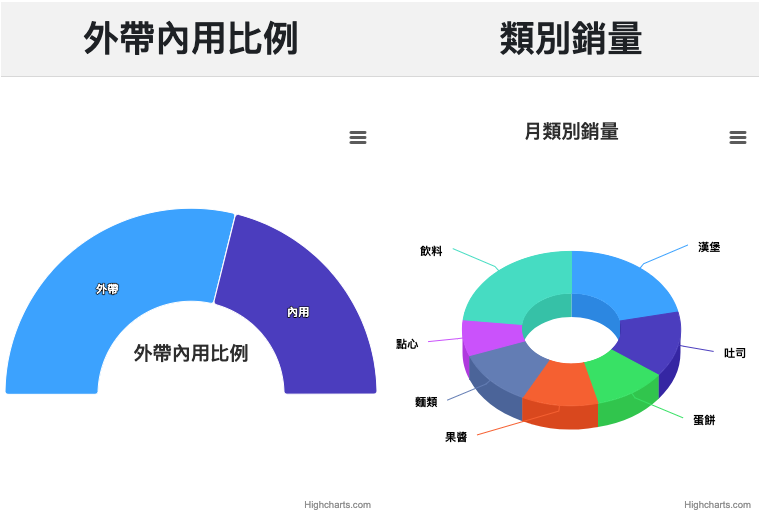 外帶內用比例
類別銷量
外帶
內用
外帶內用比例
Highcharts.com
月類別銷量
漢堡
吐司
蛋餅
果醬
麵類
點心
飲料
Highcharts.com